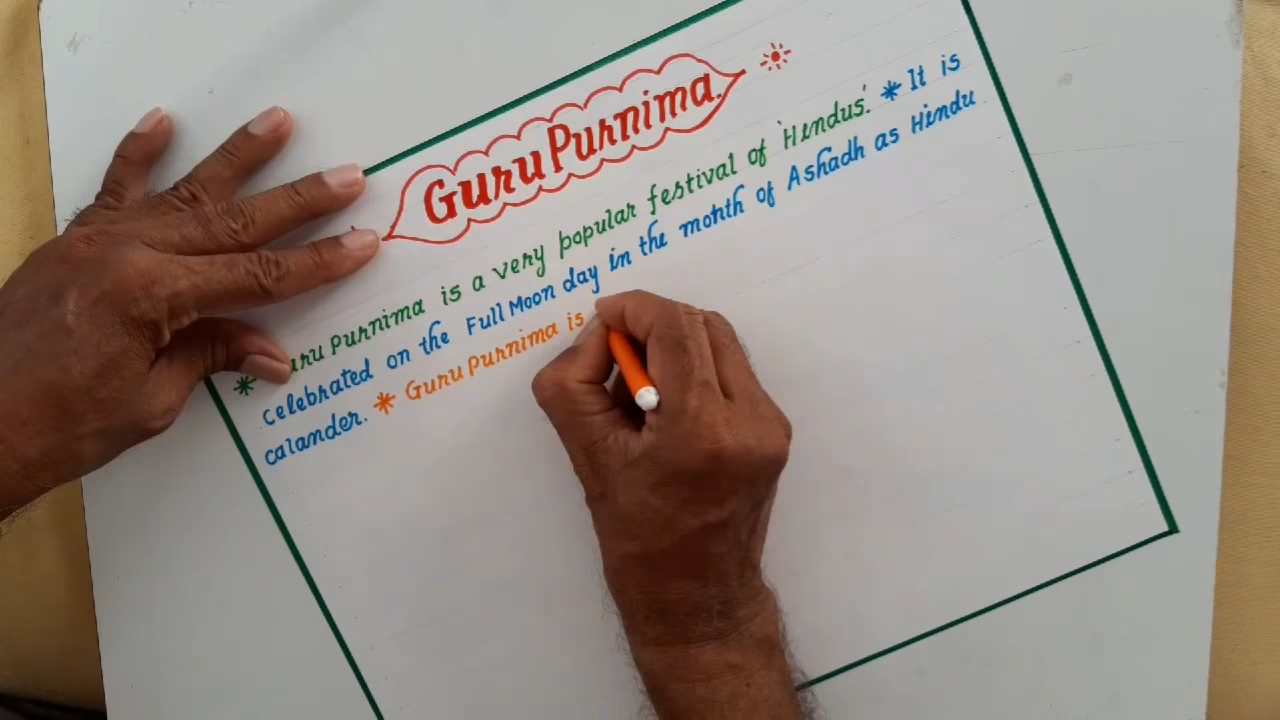 Guru Purnima.
* Guru Purnima is a very popular festival of 'Hindus'. * It is
celebrated on the Full Moon day in the month of Ashadh as Hindu
calander. * Guru Purnima is